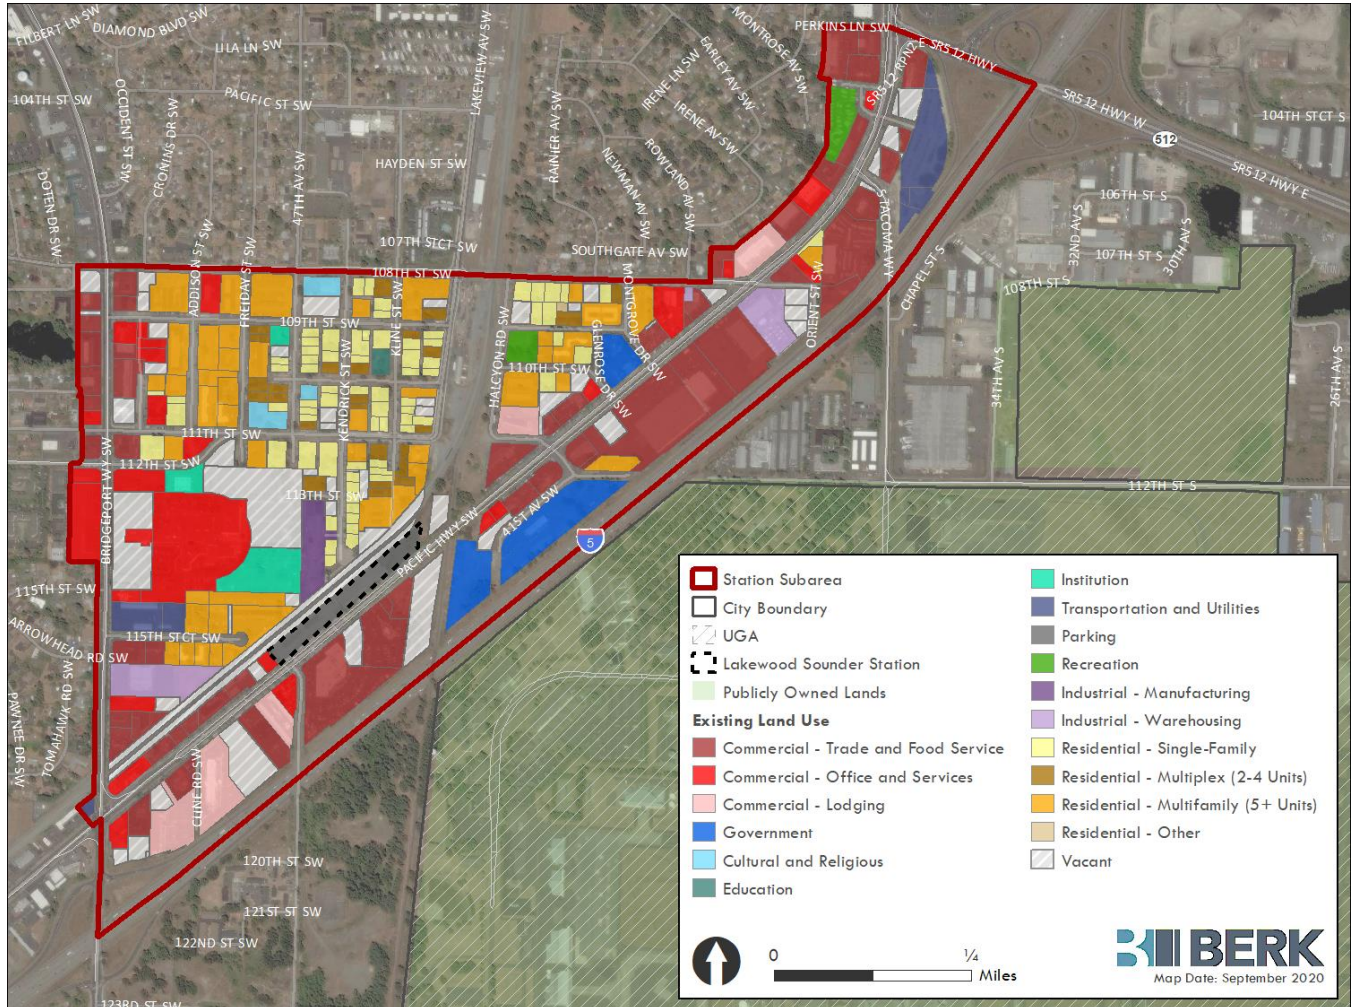 FILBERT LN SW
DIAMOND BLVD SW
LILA LN SW
LAKEVIEW AV SW
MONTROSE AV SW
EARLEY AV SW
PERKINS LN SW
SR512 RPNZ
E SR512 HWY
104TH ST SW
OCCIDENT ST SW
CRONINS DR SW
PACIFIC ST SW
IRENE LN SW
IRENE AV SW
SR512 HWY W
512
104TH STCT S
SR512 HWY E
DOTEN DR SW
47TH AV SW
HAYDEN ST SW
RAINIER AV SW
NEWMAN AV SW
ROWLAND AV SW
S TACOMA WY
106TH ST S
32ND AV S
107TH ST S
30TH AV S
ADDISON ST SW
FREIDAY ST SW
107TH STCT SW
SOUTHGATE AV SW
108TH ST SW
CHAPEL ST S
108TH ST S
109TH ST SW
KLINE ST SW
KENDRICK ST SW
HALCYON RD SW
MONTGROVE DR SW
GLENROSE DR SW
ORIENT ST SW
110TH ST SW
34TH AV S
26TH AV S
111TH ST SW
112TH ST SW
113TH ST SW
BRIDGEPORT WY SW
41ST AV SW
PACIFIC HWY SW
112TH ST S
5
115TH ST SW
ARROWHEAD RD SW
115TH STCT SW
TOMAHAWK RD SW
PAWNEE DR SW
CLINE RD SW
120TH ST SW
121ST ST SW
122ND ST SW
123RD ST SW
Station Subarea
City Boundary
UGA
Lakewood Sounder Station
Publicly Owned Lands
Existing Land Use
Commercial - Trade and Food Service
Commercial - Office and Services
Commercial - Lodging
Government
Cultural and Religious
Education
Institution
Transportation and Utilities
Parking
Recreation
Industrial - Manufacturing
Industrial - Warehousing
Residential - Single-Family
Residential - Multiplex (2-4 Units)
Residential - Multifamily (5+ Units)
Residential - Other
Vacant
0
¼
Miles
BERK
Map Date: September 2020